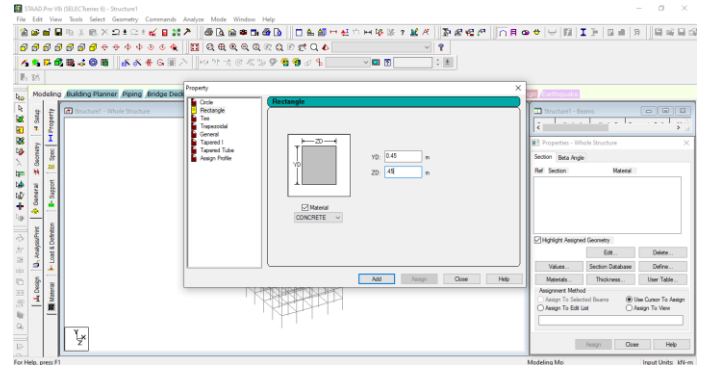 STAAD.Pro V8i (SELECTseries 6) - Structure1
File Edit View Tools Select Geometry Commands Analyze Mode Window Help
Modeling Building Planner Piping Bridge Deck
Earthquake
Structure1 - Whole Structure
Structure1 - Beams
Setup
Geometry
General
Analysis/Print
Design
Property
Spec
Support
Load & Definition
Material
Property
Circle
Rectangle
Tee
Trapezoidal
General
Tapered I
Tapered Tube
Assign Profile
Rectangle
ZD
YD
YD: 0.45 m
ZD: .45 m
Material
CONCRETE
Add Assign Close Help
Properties - Whole Structure
Section Beta Angle
Ref Section Material
Highlight Assigned Geometry
Edit... Delete...
Values... Section Database Define...
Materials... Thickness... User Table...
Assignment Method
Assign To Selected Beams Use Cursor To Assign
Assign To Edit List Assign To View
Assign Close Help
Y
X
Z
For Help, press F1
Modeling Mo Input Units kN-m